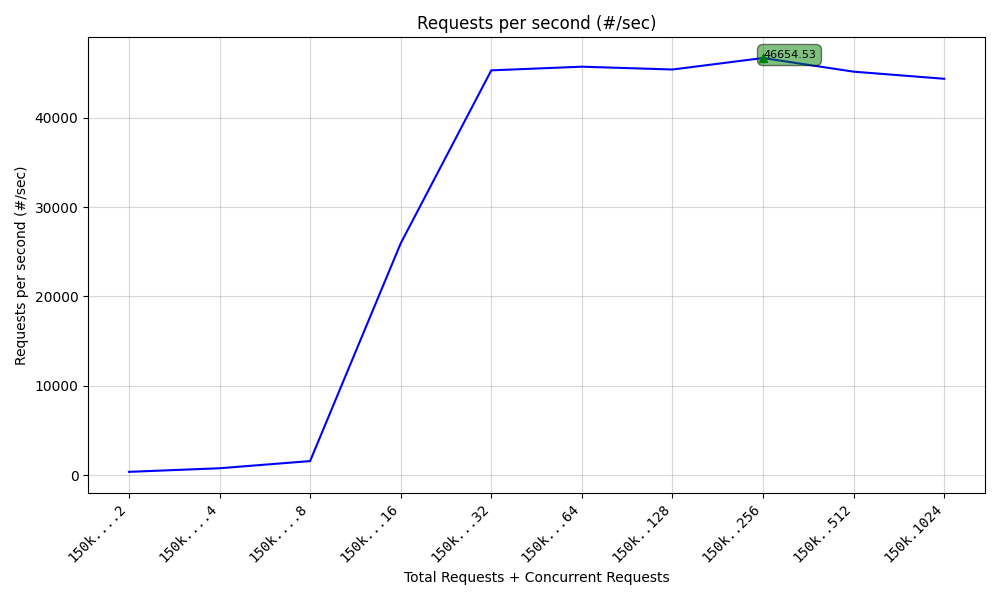 Requests per second (#/sec)
46654.53
Requests per second (#/sec)
40000
30000
20000
10000
0
150k....2
150k....4
150k....8
150k...16
150k...32
150k...64
150k..128
150k..256
150k..512
150k.1024
Total Requests + Concurrent Requests